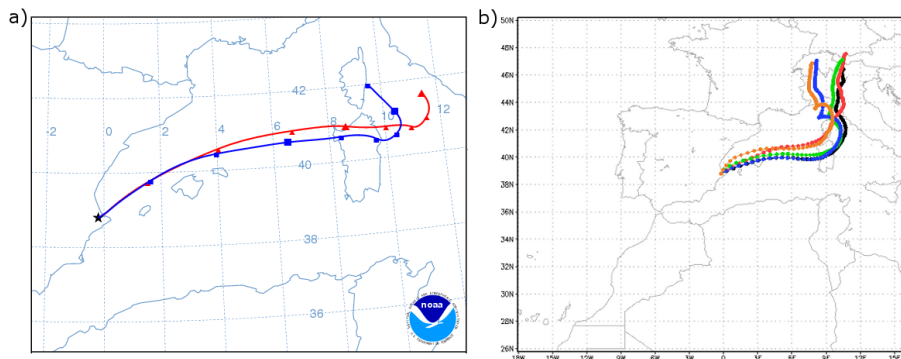 a)
42
-2 0 2 4 6 8 10 12
40
38
36
noaa
b)
50N
48N
46N
44N
42N
40N
38N
36N
34N
32N
30N
28N
26N
18W 15W 12W 9W 6W 3W 0 3E 6E 9E 12E 15E